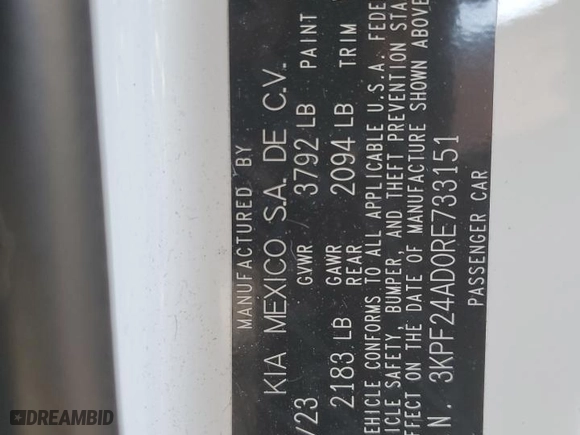 MANUFACTURED BY
KIA MEXICO S.A. DE C.V.
/23 GVWR 3792 LB PAINT
2183 LB GAWR REAR 2094 LB TRIM
EHICLE CONFORMS TO ALL APPLICABLE U.S.A. FEDE
ICLE SAFETY, BUMPER, AND THEFT PREVENTION STA
FFECT ON THE DATE OF MANUFACTURE SHOWN ABOVE
N. 3KPF24AD0RE733151
PASSENGER CAR
DREAMBID